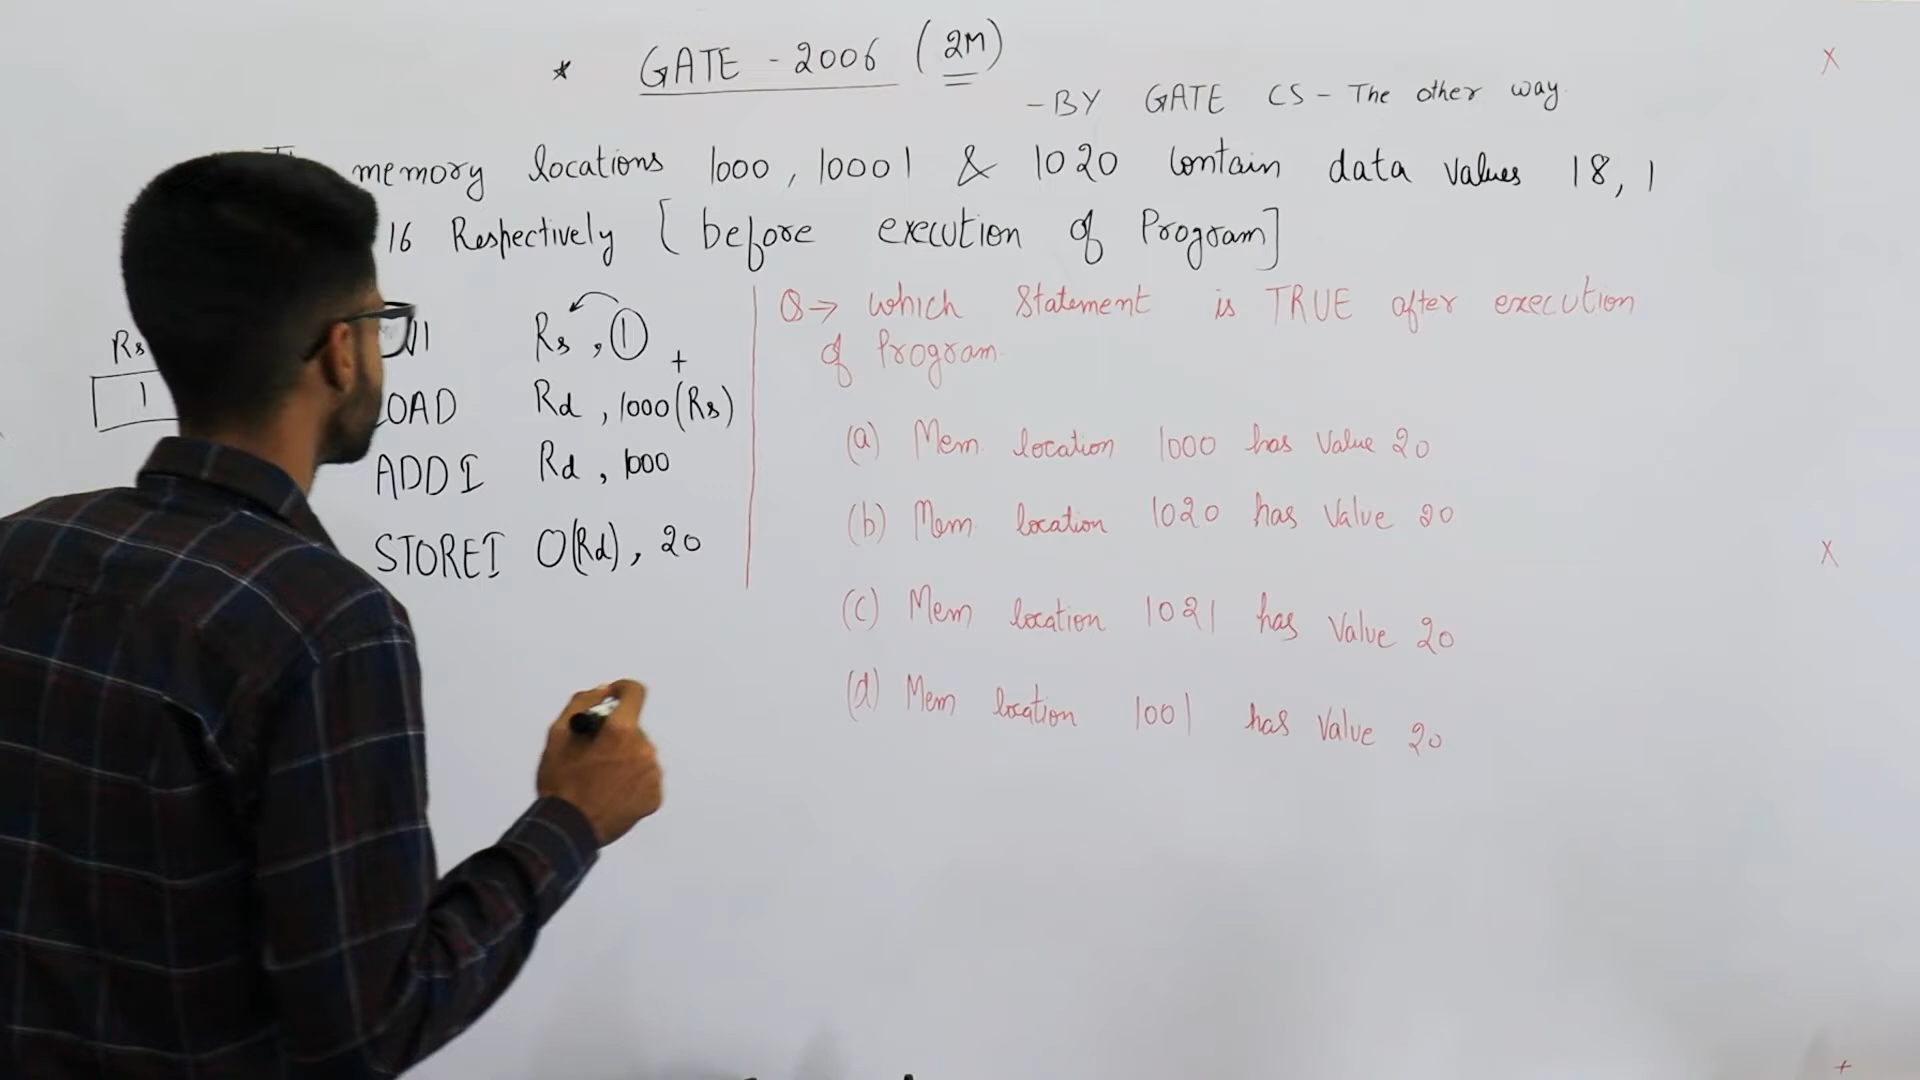 * GATE - 2006 (2M)
- BY GATE CS - The other way.
memory locations 1000, 10001 & 1020 contain data values 18, 1
16 Respectively [before execution of Program]
Rs
1
Rs, 1
LOAD Rd, 1000(Rs)
+
ADDI Rd, 1000
STOREI 0(Rd), 20
Q→ which Statement is TRUE after execution
of Program.
(a) Mem. location 1000 has value 20
(b) Mem. location 1020 has Value 20
(c) Mem location 1021 has Value 20
(d) Mem location 1001 has Value 20